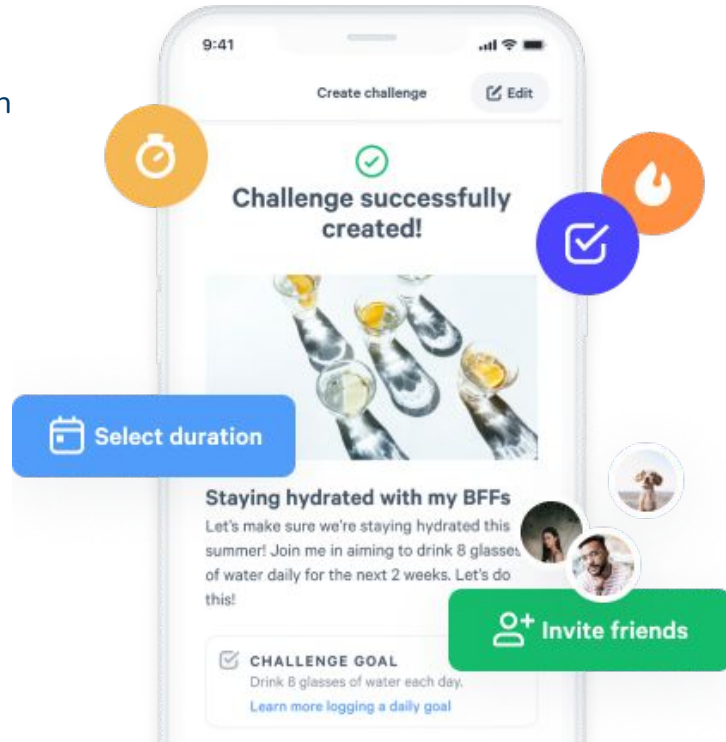 9:41
n
Create challenge
Edit
Challenge successfully
created!
Select duration
Staying hydrated with my BFFs
Let's make sure we're staying hydrated this
summer! Join me in aiming to drink 8 glasses
of water daily for the next 2 weeks. Let's do
this!
Invite friends
CHALLENGE GOAL
Drink 8 glasses of water each day.
Learn more logging a daily goal